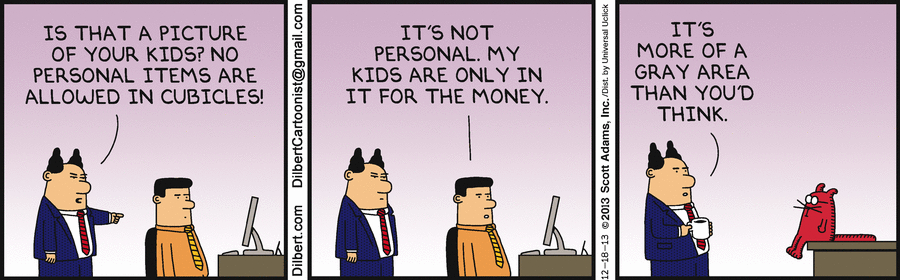 IS THAT A PICTURE
OF YOUR KIDS? NO
PERSONAL ITEMS ARE
ALLOWED IN CUBICLES!
Dilbert.com DilbertCartoonist@gmail.com
IT'S NOT
PERSONAL. MY
KIDS ARE ONLY IN
IT FOR THE MONEY.
12-18-13 © 2013 Scott Adams, Inc. /Dist. by Universal Uclick
IT'S
MORE OF A
GRAY AREA
THAN YOU'D
THINK.